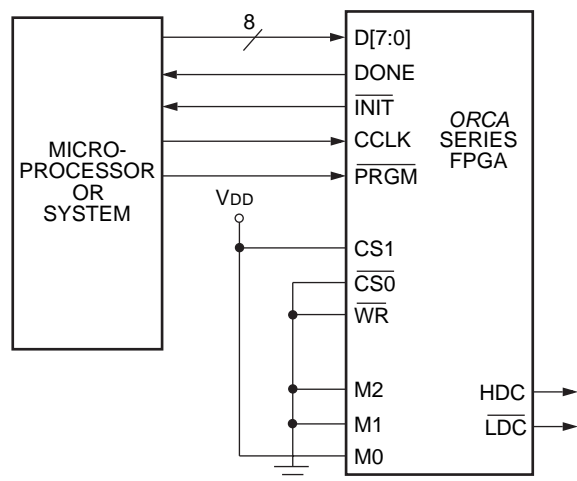 8
D[7:0]
DONE
INIT
CCLK
PRGM
MICRO-
PROCESSOR
OR
SYSTEM
ORCA
SERIES
FPGA
VDD
CS1
CS0
WR
M2
M1
M0
HDC
LDC